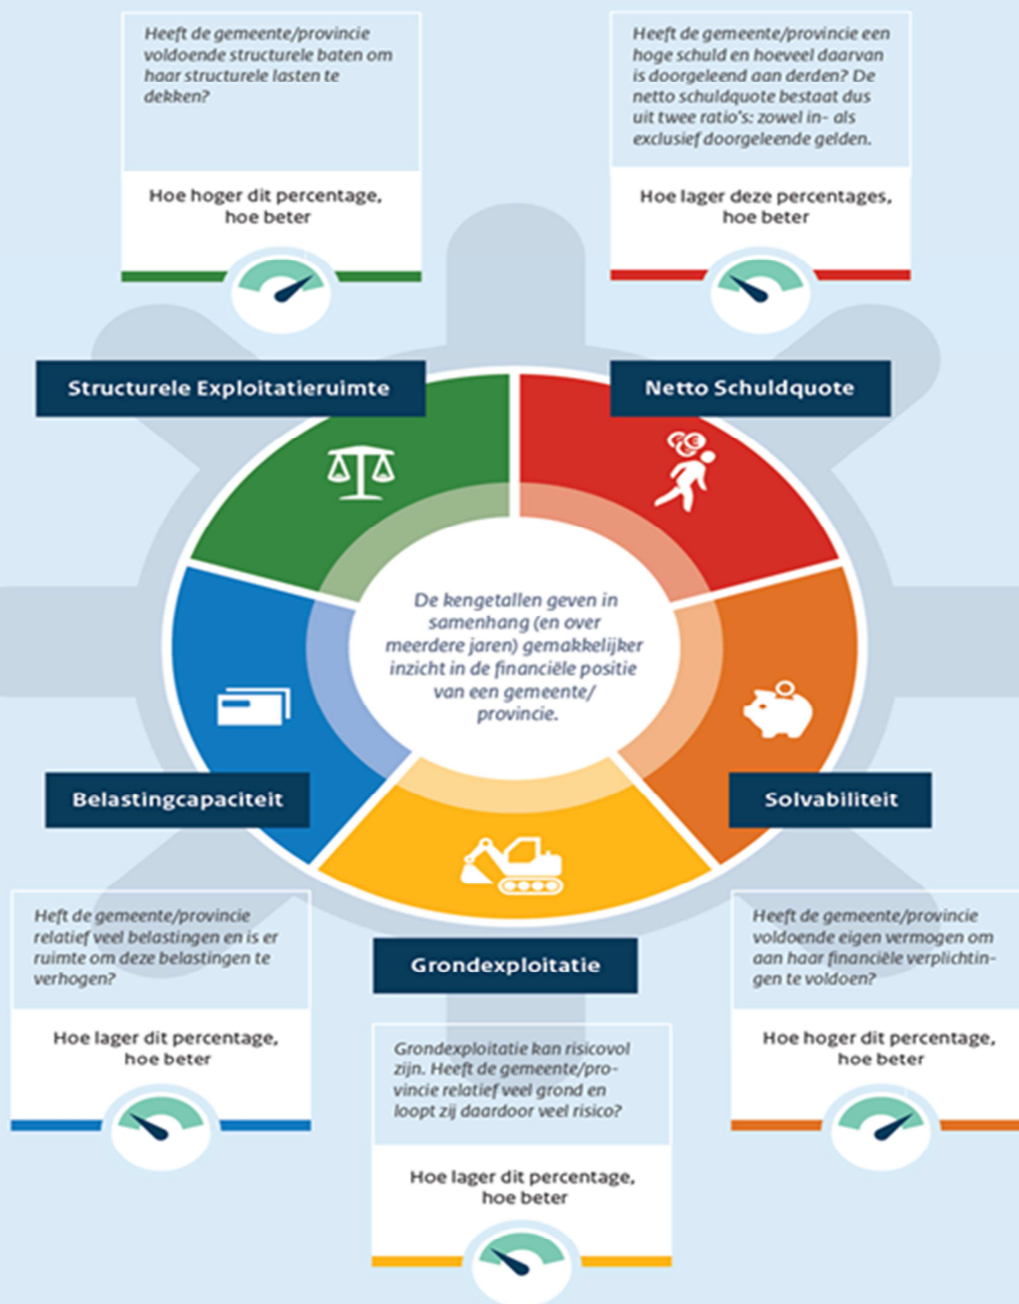 Heeft de gemeente/provincie
voldoende structurele baten om
haar structurele lasten te
dekken?
Hoe hoger dit percentage,
hoe beter
Heeft de gemeente/provincie een
hoge schuld en hoeveel daarvan
is doorgeleend aan derden? De
netto schuldquote bestaat dus
uit twee ratio's: zowel in- als
exclusief doorgeleende gelden.
Hoe lager deze percentages,
hoe beter
Structurele Exploitatieruimte
Netto Schuldquote
De kengetallen geven in
samenhang (en over
meerdere jaren) gemakkelijker
inzicht in de financiële positie
van een gemeente/
provincie.
Belastingcapaciteit
Solvabiliteit
Heft de gemeente/provincie
relatief veel belastingen en is er
ruimte om deze belastingen te
verhogen?
Hoe lager dit percentage,
hoe beter
Grondexploitatie
Grondexploitatie kan risicovol
zijn. Heeft de gemeente/pro-
vincie relatief veel grond en
loopt zij daardoor veel risico?
Hoe lager dit percentage,
hoe beter
Heeft de gemeente/provincie
voldoende eigen vermogen om
aan haar financiële verplichtin-
gen te voldoen?
Hoe hoger dit percentage,
hoe beter